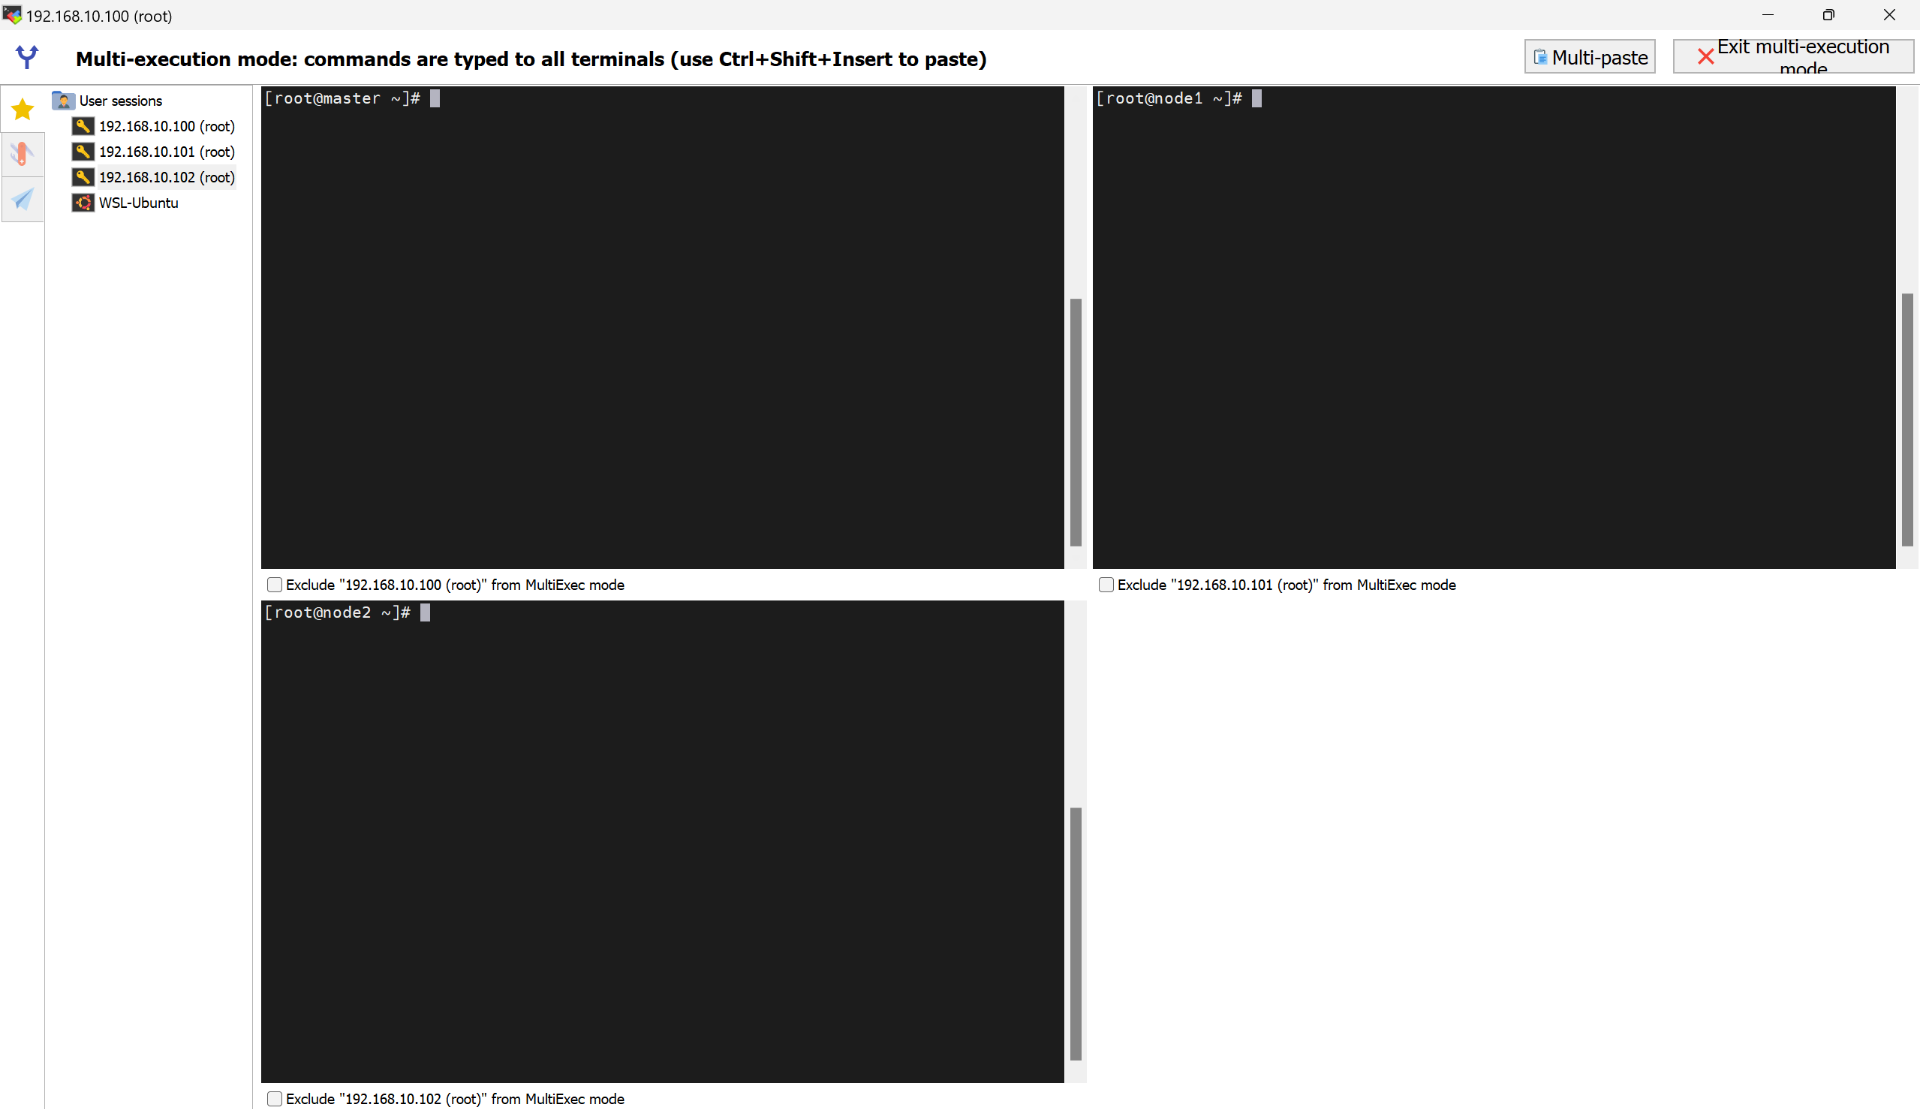 192.168.10.100 (root)
Multi-execution mode: commands are typed to all terminals (use Ctrl+Shift+Insert to paste)
Multi-paste
Exit multi-execution
mode
User sessions
192.168.10.100 (root)
192.168.10.101 (root)
192.168.10.102 (root)
WSL-Ubuntu
[root@master ~]#
[root@node1 ~]#
Exclude "192.168.10.100 (root)" from MultiExec mode
Exclude "192.168.10.101 (root)" from MultiExec mode
[root@node2 ~]#
Exclude "192.168.10.102 (root)" from MultiExec mode